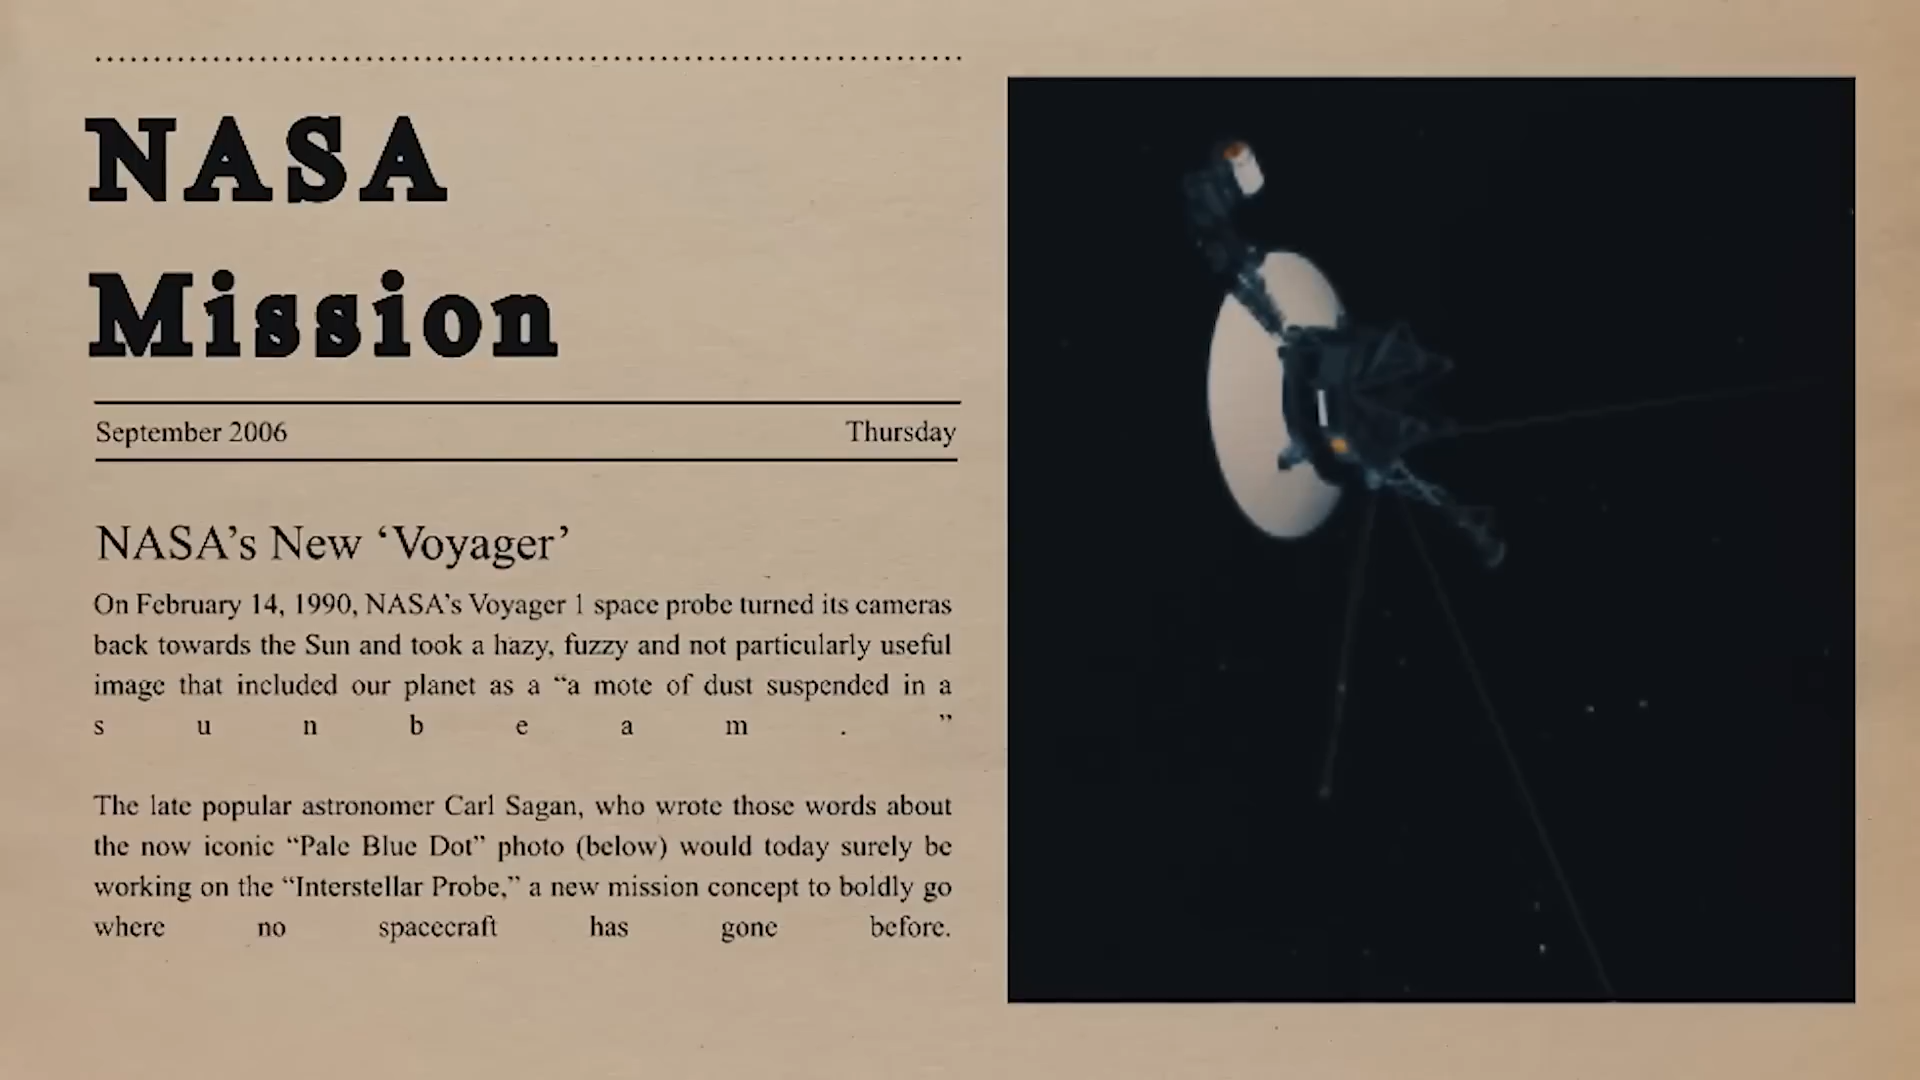 NASA
Mission
September 2006 Thursday
NASA’s New ‘Voyager’
On February 14, 1990, NASA’s Voyager 1 space probe turned its cameras
back towards the Sun and took a hazy, fuzzy and not particularly useful
image that included our planet as a “a mote of dust suspended in a
s u n b e a m . ”
The late popular astronomer Carl Sagan, who wrote those words about
the now iconic “Pale Blue Dot” photo (below) would today surely be
working on the “Interstellar Probe,” a new mission concept to boldly go
where no spacecraft has gone before.